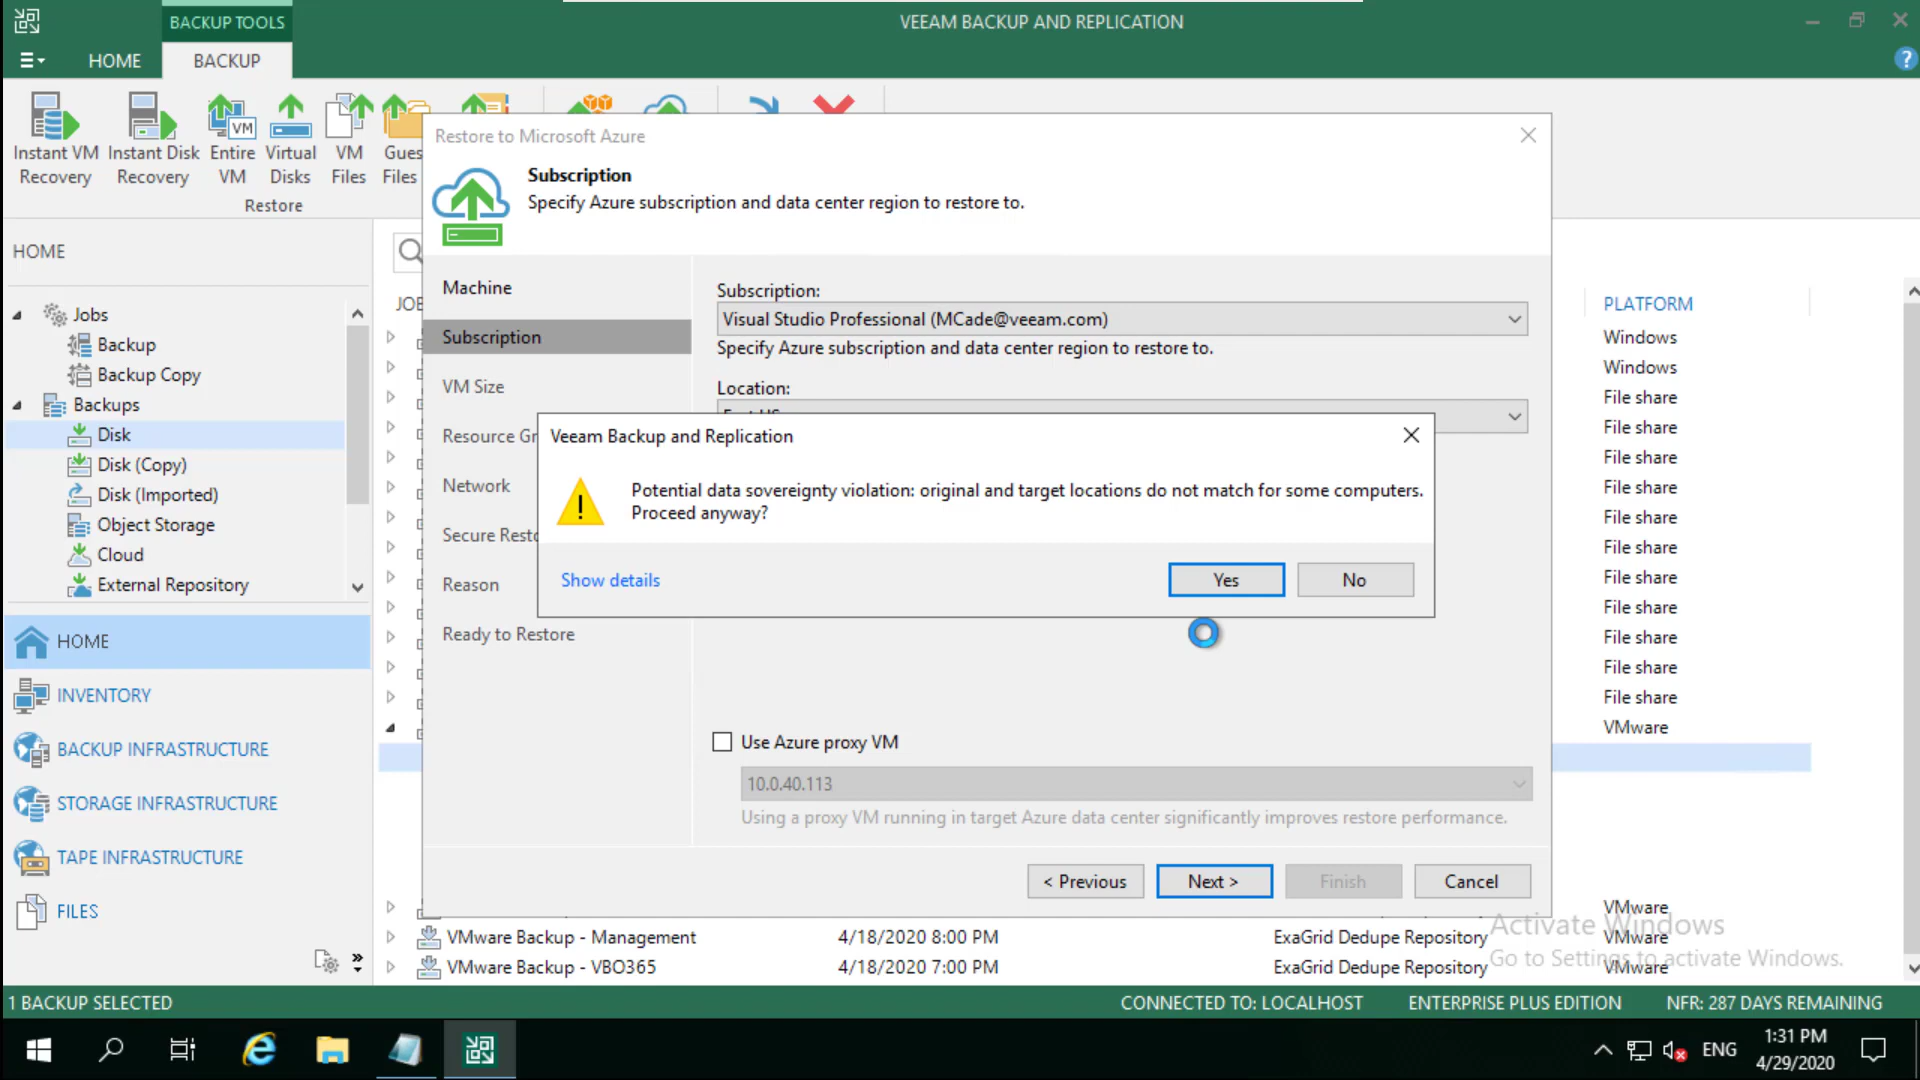 BACKUP TOOLS
VEEAM BACKUP AND REPLICATION
HOME
BACKUP
?
Instant VM Recovery
Instant Disk Recovery
Entire VM
Virtual Disks
VM Files
Gues
Files
VM
Restore
Restore to Microsoft Azure
Subscription
Specify Azure subscription and data center region to restore to.
HOME
Jobs
Backup
Backup Copy
Backups
Disk
Disk (Copy)
Disk (Imported)
Object Storage
Cloud
External Repository
HOME
INVENTORY
BACKUP INFRASTRUCTURE
STORAGE INFRASTRUCTURE
TAPE INFRASTRUCTURE
FILES
JOB
Machine
Subscription
VM Size
Resource Gr
Network
Secure Resto
Reason
Ready to Restore
Subscription:
Visual Studio Professional (MCade@veeam.com)
Specify Azure subscription and data center region to restore to.
Location:
East US
Veeam Backup and Replication
Potential data sovereignty violation: original and target locations do not match for some computers.
Proceed anyway?
Show details
Yes
No
Use Azure proxy VM
10.0.40.113
Using a proxy VM running in target Azure data center significantly improves restore performance.
< Previous
Next >
Finish
Cancel
PLATFORM
Windows
Windows
File share
File share
File share
File share
File share
File share
File share
File share
File share
File share
File share
VMware
VMware
VMware Backup - Management 4/18/2020 8:00 PM ExaGrid Dedupe Repository VMware
VMware Backup - VBO365 4/18/2020 7:00 PM ExaGrid Dedupe Repository VMware
Activate Windows
Go to Settings to activate Windows.
1 BACKUP SELECTED
CONNECTED TO: LOCALHOST
ENTERPRISE PLUS EDITION
NFR: 287 DAYS REMAINING
ENG
1:31 PM
4/29/2020